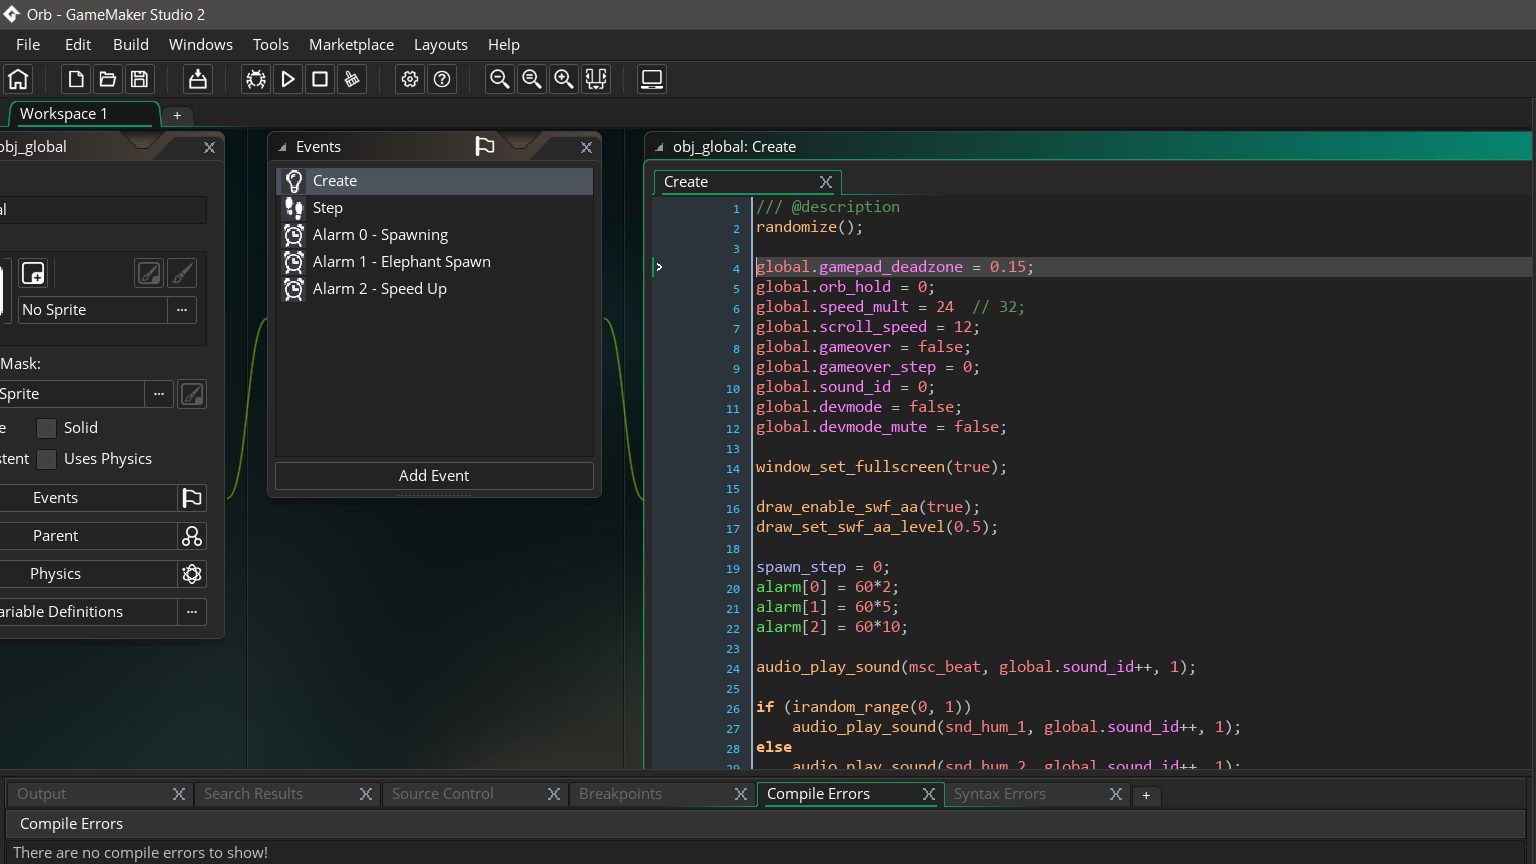 Orb - GameMaker Studio 2
File Edit Build Windows Tools Marketplace Layouts Help
Workspace 1 +
obj_global
al
No Sprite ...
Mask:
Sprite ...
e Solid
stent Uses Physics
Events
Parent
Physics
ariable Definitions ...
Events
Create
Step
Alarm 0 - Spawning
Alarm 1 - Elephant Spawn
Alarm 2 - Speed Up
Add Event
obj_global: Create
Create
1 /// @description
2 randomize();
3
4 global.gamepad_deadzone = 0.15;
5 global.orb_hold = 0;
6 global.speed_mult = 24  // 32;
7 global.scroll_speed = 12;
8 global.gameover = false;
9 global.gameover_step = 0;
10 global.sound_id = 0;
11 global.devmode = false;
12 global.devmode_mute = false;
13
14 window_set_fullscreen(true);
15
16 draw_enable_swf_aa(true);
17 draw_set_swf_aa_level(0.5);
18
19 spawn_step = 0;
20 alarm[0] = 60*2;
21 alarm[1] = 60*5;
22 alarm[2] = 60*10;
23
24 audio_play_sound(msc_beat, global.sound_id++, 1);
25
26 if (irandom_range(0, 1))
27     audio_play_sound(snd_hum_1, global.sound_id++, 1);
28 else
29     audio_play_sound(snd_hum_2, global.sound_id++, 1);
Output Search Results Source Control Breakpoints Compile Errors Syntax Errors +
Compile Errors
There are no compile errors to show!